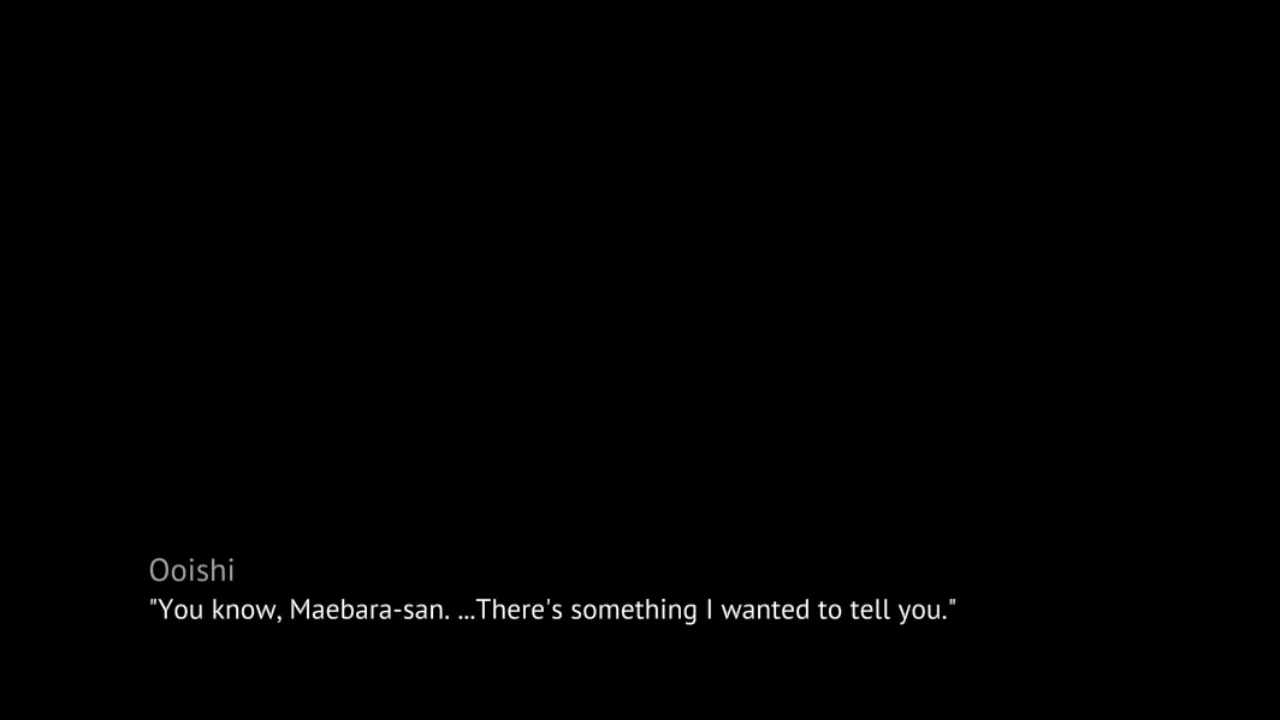 Ooishi
"You know, Maebara-san. ...There's something I wanted to tell you."